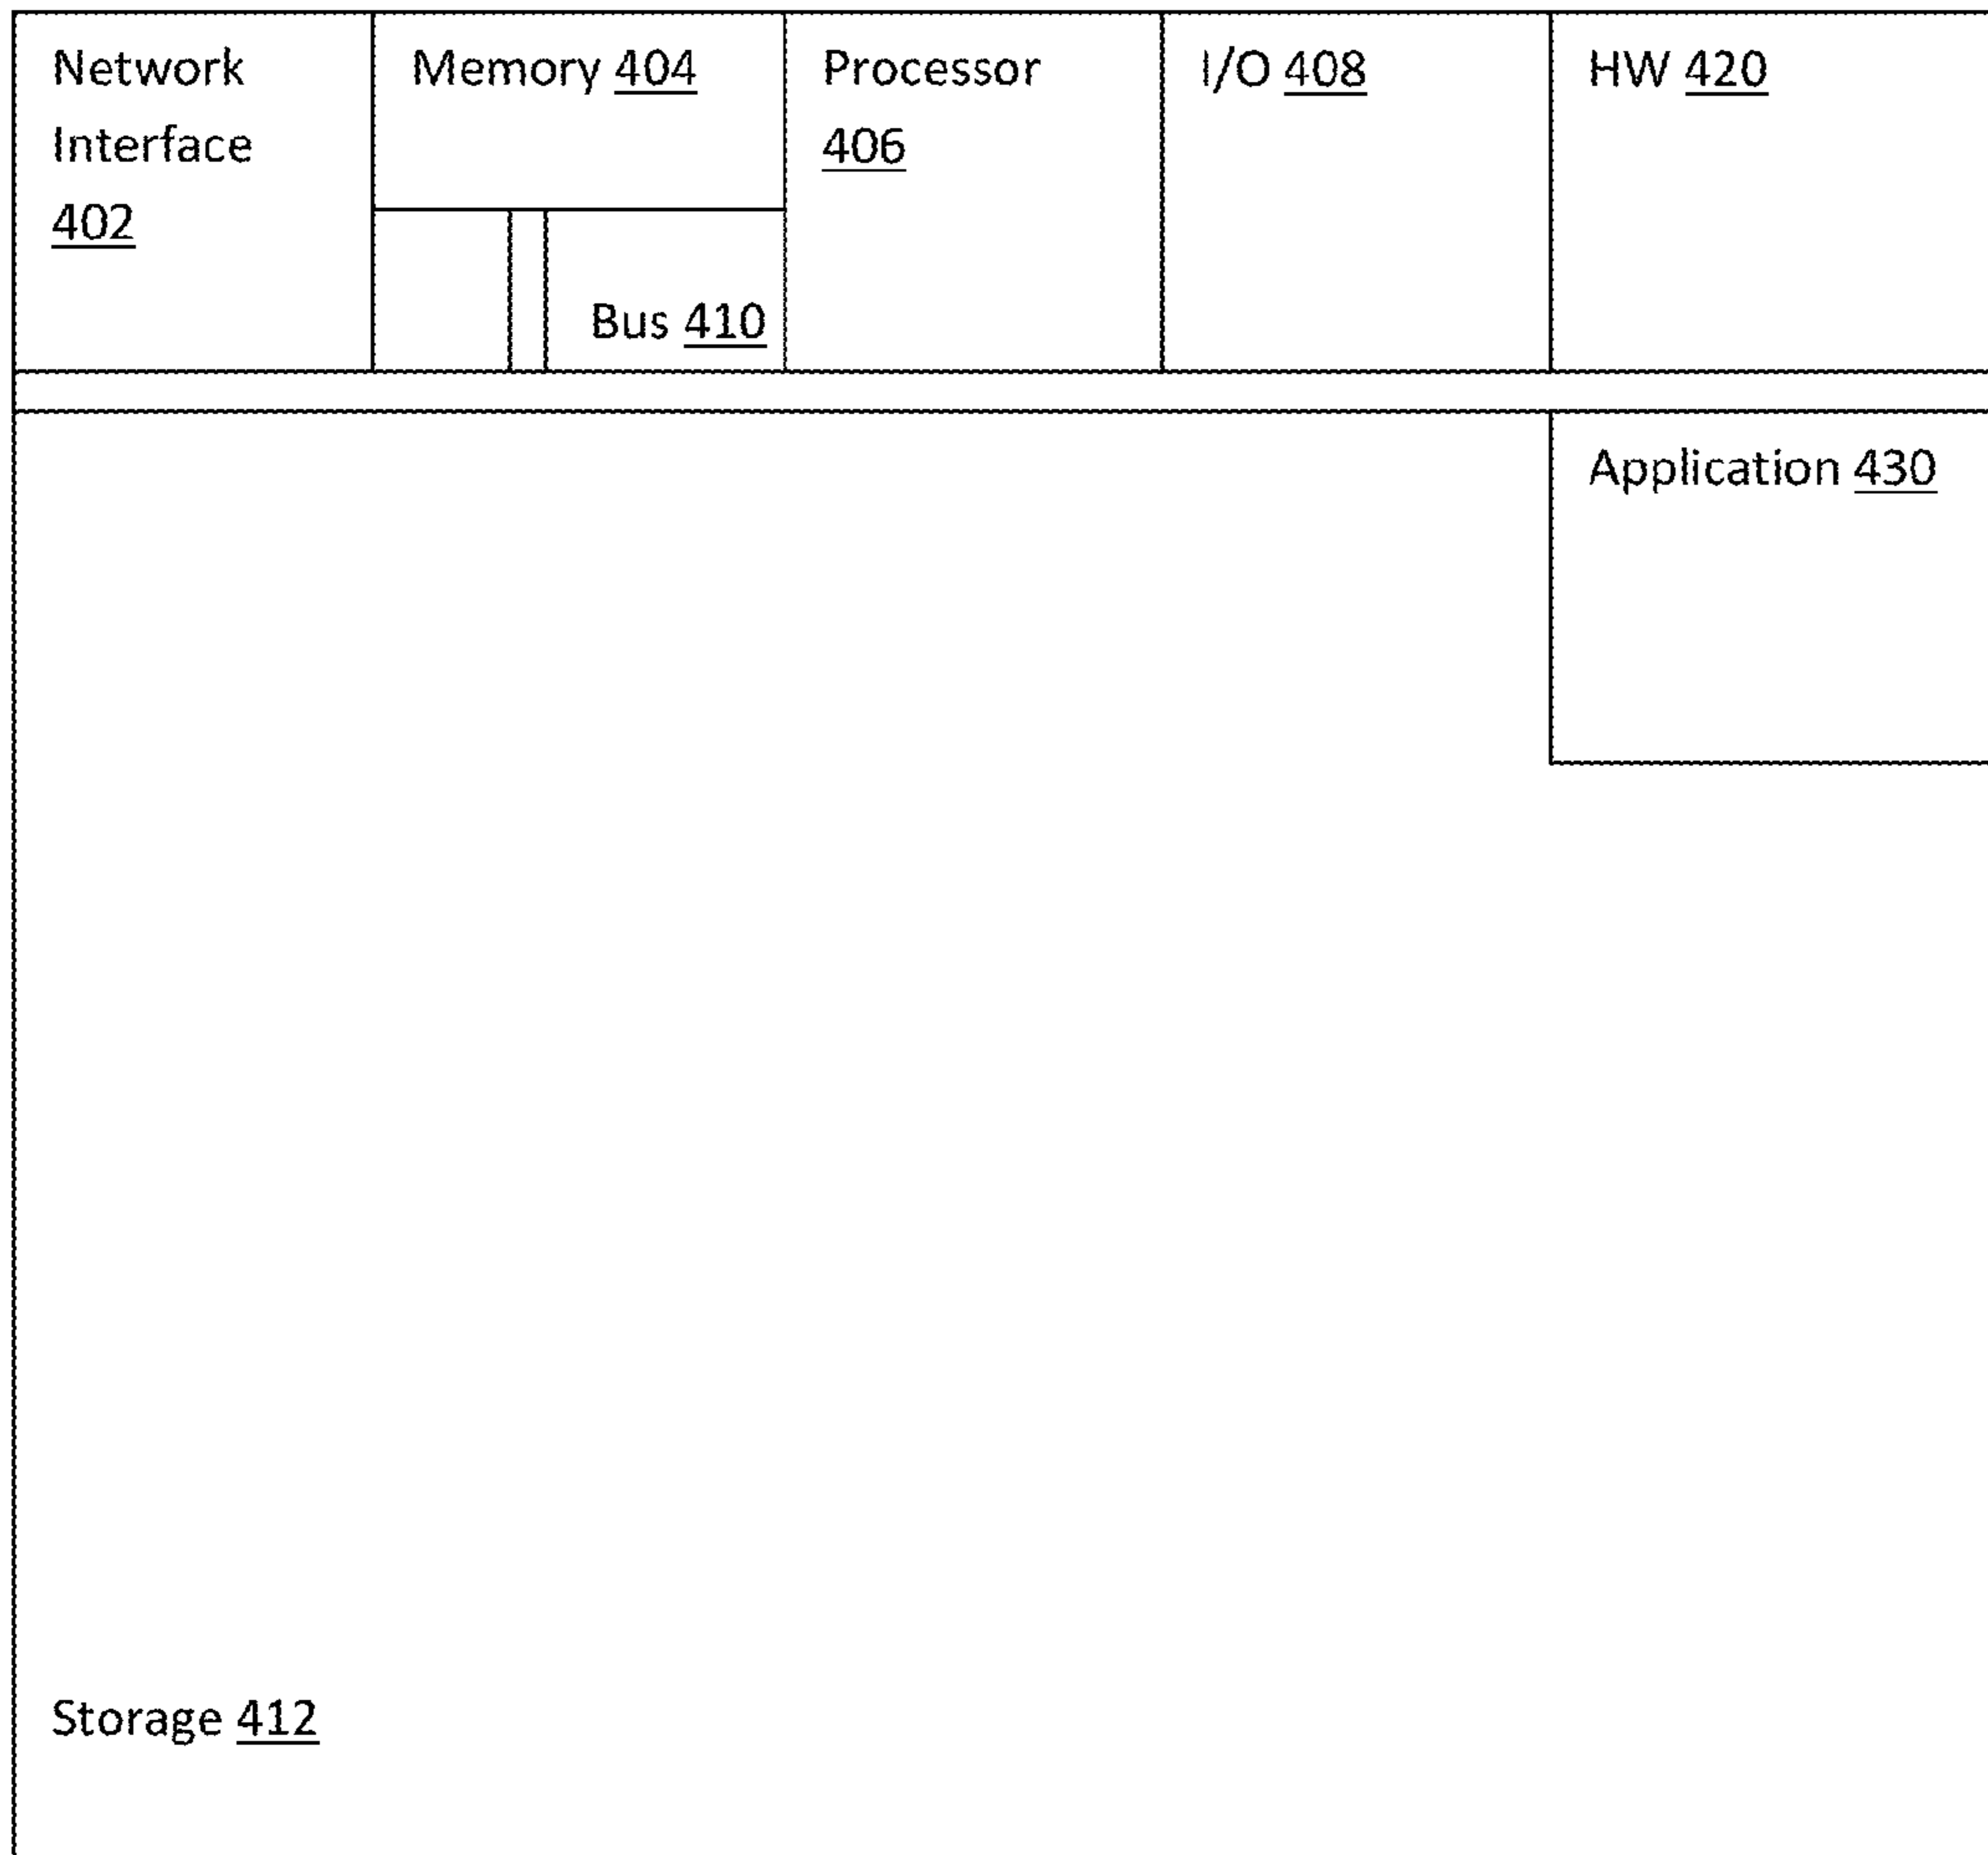 Network
Interface
402
Memory 404
Processor
406
I/O 408
HW 420
Bus 410
Application 430
Storage 412